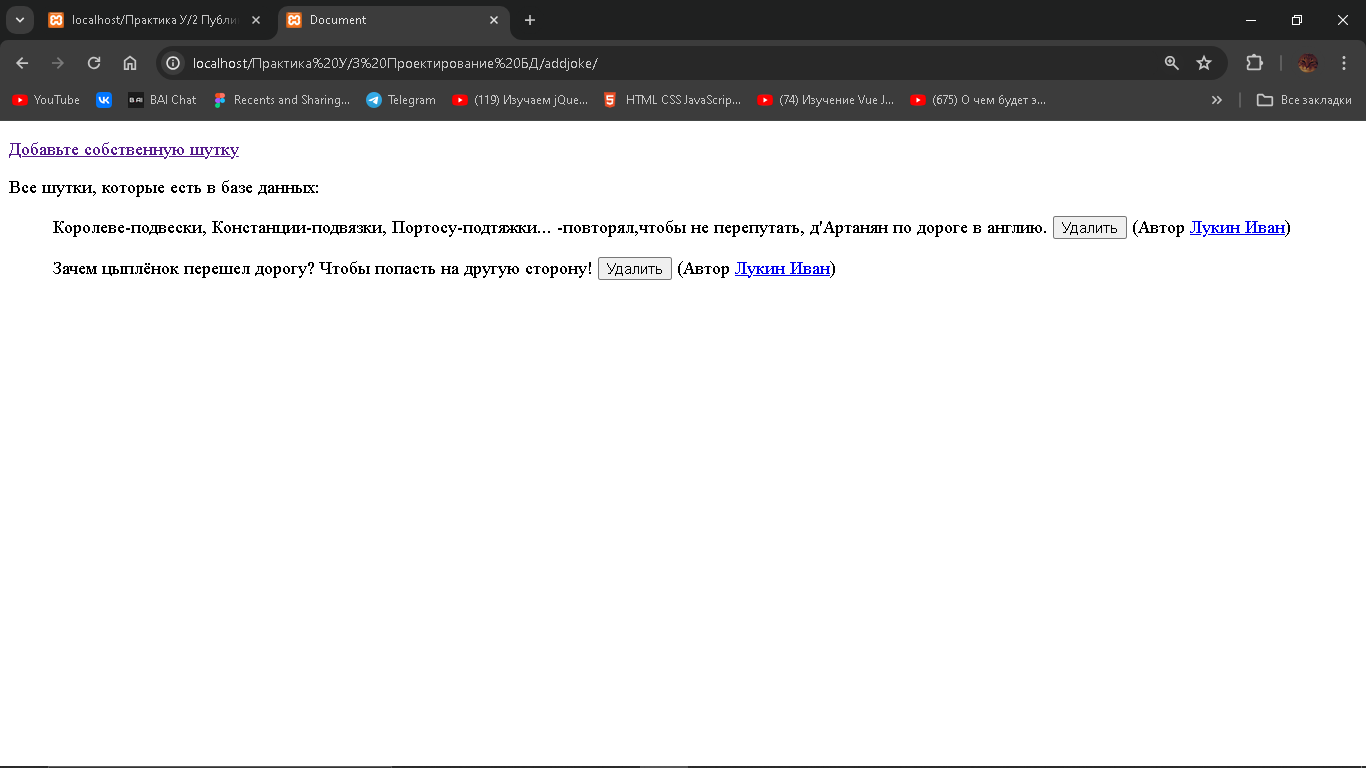 localhost/Практика У/2 Публи
Document
localhost/Практика%20У/3%20Проектирование%20БД/addjoke/
YouTube
BAI Chat
Recents and Sharing...
Telegram
(119) Изучаем jQue...
HTML CSS JavaScrip...
(74) Изучение Vue J...
(675) О чем будет э...
Все закладки
Добавьте собственную шутку
Все шутки, которые есть в базе данных:
Королеве-подвески, Констанции-подвязки, Портосу-подтяжки... -повторял,чтобы не перепутать, д'Артанян по дороге в англию. Удалить (Автор Лукин Иван)
Зачем цыплёнок перешел дорогу? Чтобы попасть на другую сторону! Удалить (Автор Лукин Иван)